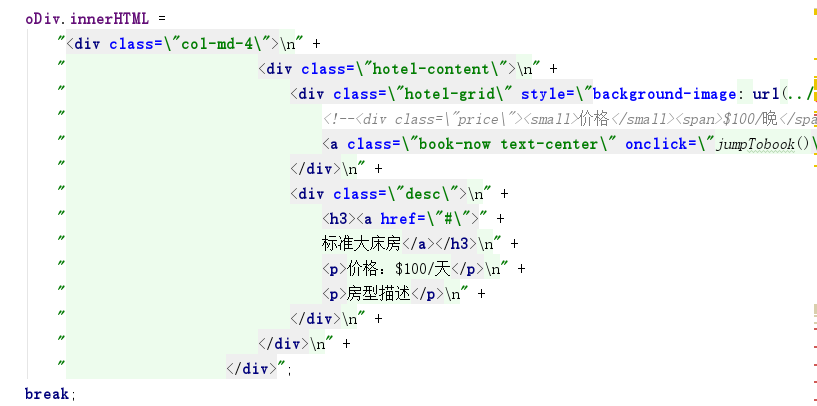 oDiv.innerHTML =
"<div class=\"col-md-4\">\n" +
" <div class=\"hotel-content\">\n" +
" <div class=\"hotel-grid\" style=\"background-image: url(../
" <!--<div class=\"price\"><small>价格</small><span>$100/晚</spa
" <a class=\"book-now text-center\" onclick=\"jumpTobook()\
" </div>\n" +
" <div class=\"desc\">\n" +
" <h3><a href=\"#\">" +
" 标准大床房</a></h3>\n" +
" <p>价格：$100/天</p>\n" +
" <p>房型描述</p>\n" +
" </div>\n" +
" </div>\n" +
" </div>";
break;